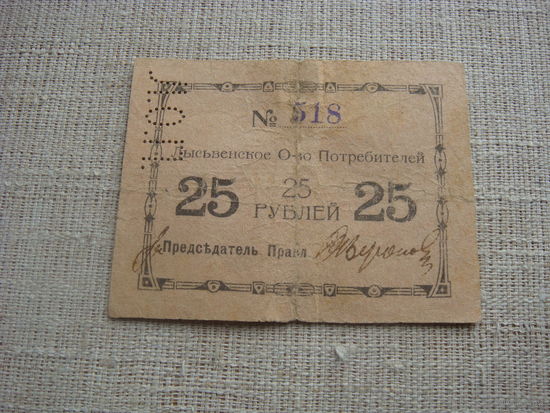 № 518
Лысьвенское О-во Потребителей
25 25 25
РУБЛЕЙ
Предсѣдатель Правл